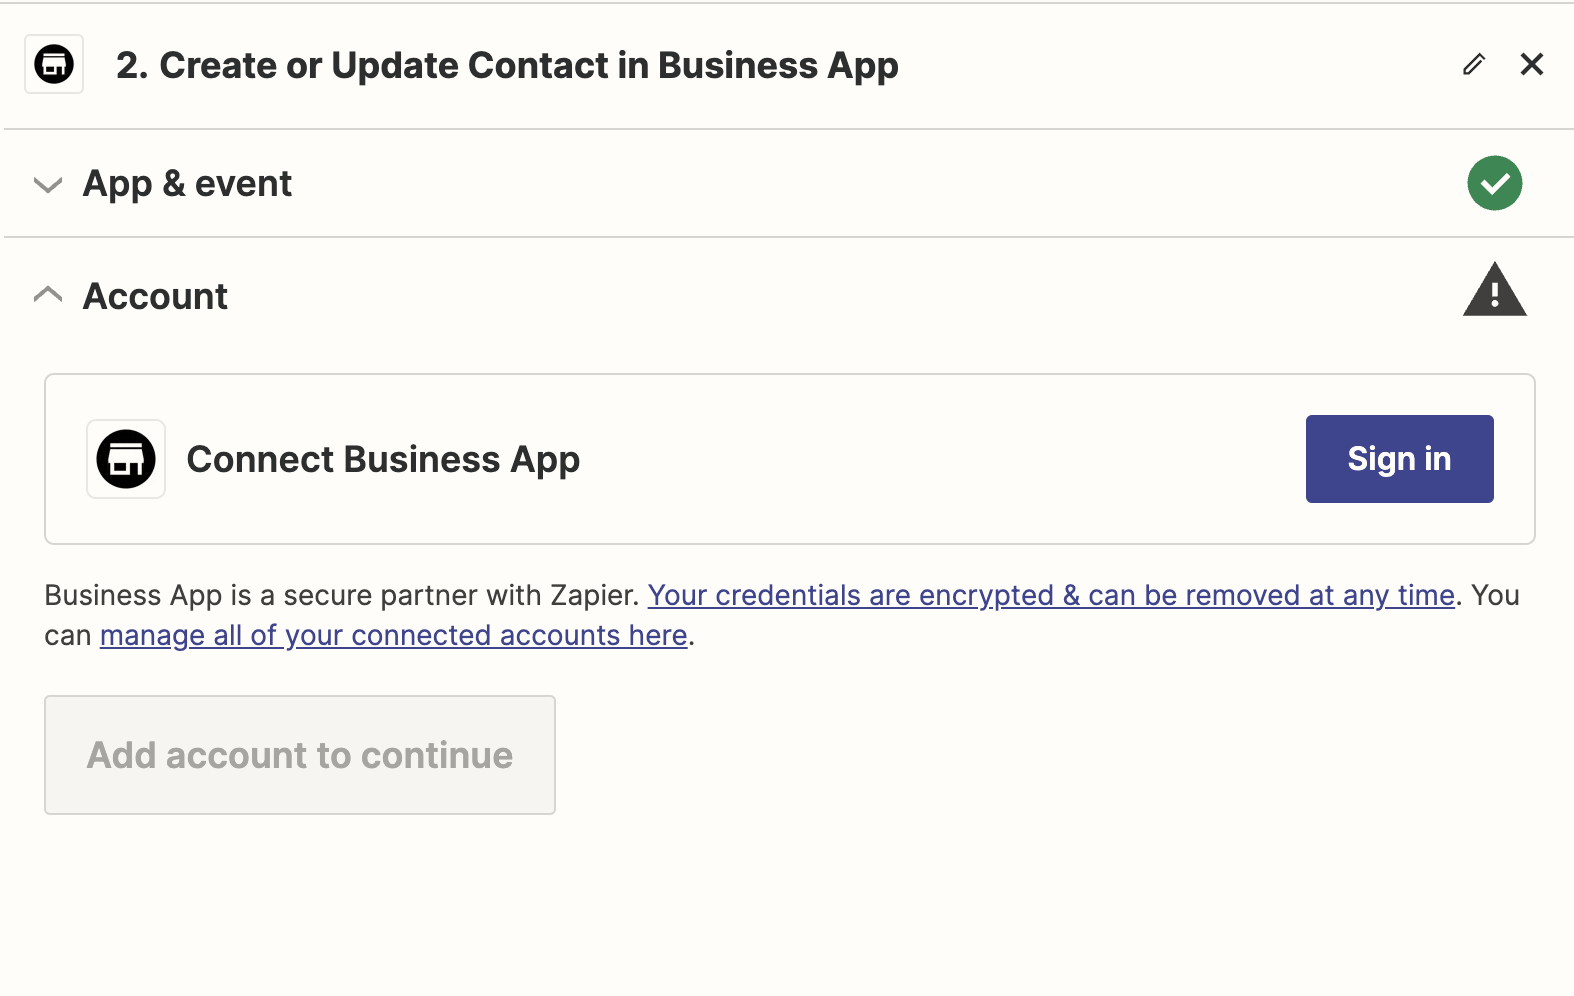 2. Create or Update Contact in Business App
App & event
Account
Connect Business App
Sign in
Business App is a secure partner with Zapier. Your credentials are encrypted & can be removed at any time. You
can manage all of your connected accounts here.
Add account to continue